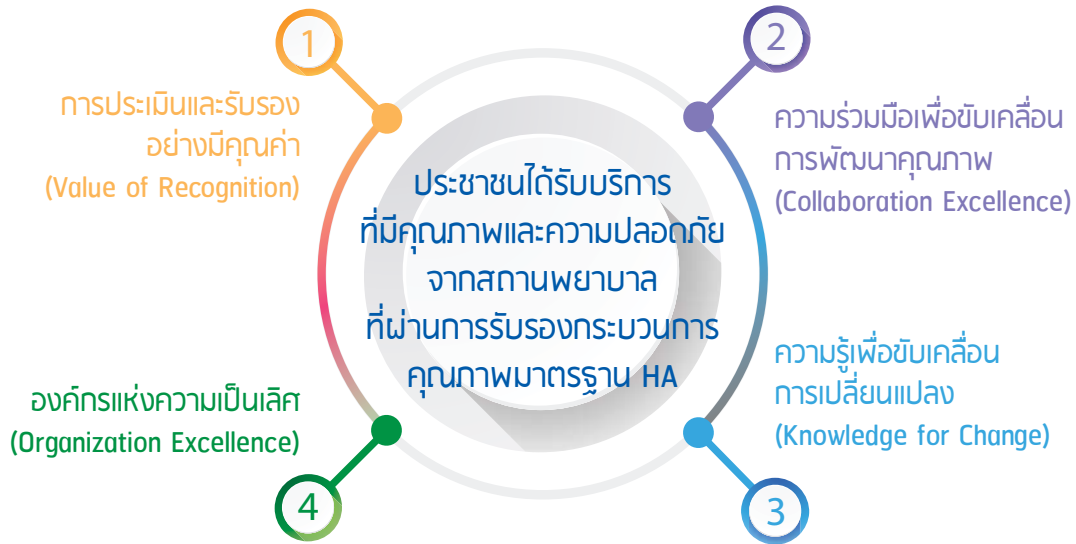 1
การประเมินและรับรอง
อย่างมีคุณค่า
(Value of Recognition)
2
ความร่วมมือเพื่อขับเคลื่อน
การพัฒนาคุณภาพ
(Collaboration Excellence)
ประชาชนได้รับบริการ
ที่มีคุณภาพและความปลอดภัย
จากสถานพยาบาล
ที่ผ่านการรับรองกระบวนการ
คุณภาพมาตรฐาน HA
ความรู้เพื่อขับเคลื่อน
การเปลี่ยนแปลง
(Knowledge for Change)
3
องค์กรแห่งความเป็นเลิศ
(Organization Excellence)
4